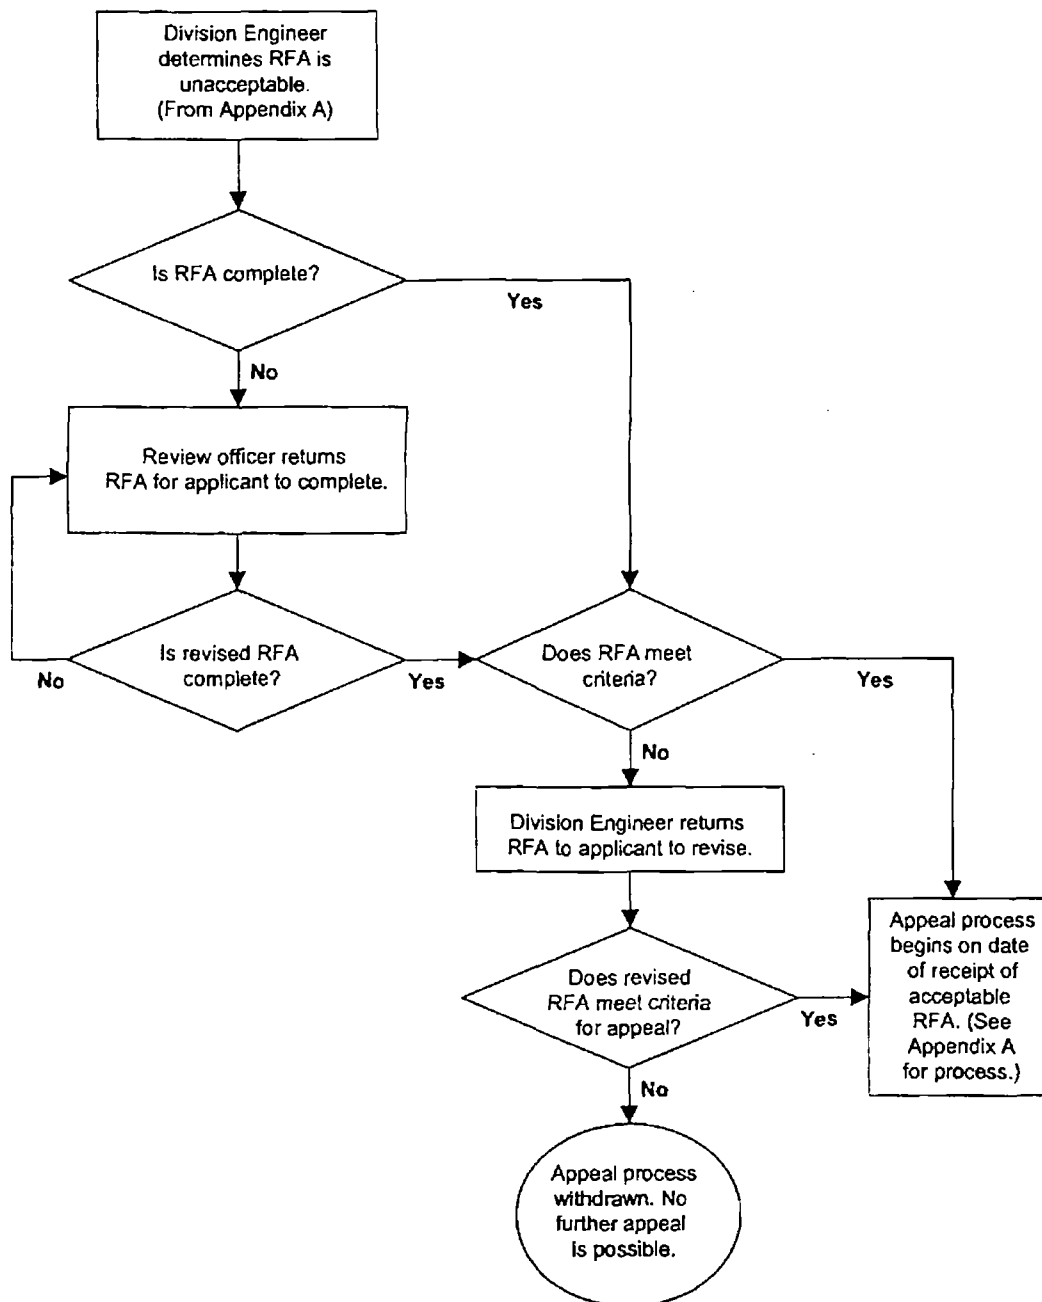 Division Engineer
determines RFA is
unacceptable.
(From Appendix A)
Is RFA complete?
Yes
No
Review officer returns
RFA for applicant to complete.
Is revised RFA
complete?
No
Yes
Does RFA meet
criteria?
Yes
No
Division Engineer returns
RFA to applicant to revise.
Does revised
RFA meet criteria
for appeal?
Yes
No
Appeal process
begins on date
of receipt of
acceptable
RFA. (See
Appendix A
for process.)
Appeal process
withdrawn. No
further appeal
is possible.